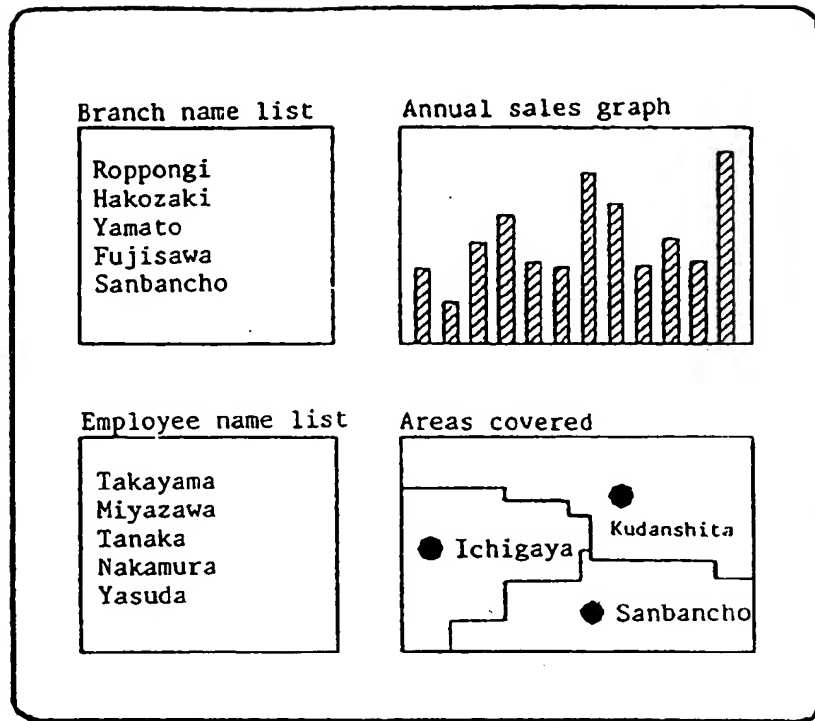 Branch name list
Roppongi
Hakozaki
Yamato
Fujisawa
Sanbancho
Annual sales graph
Employee name list
Takayama
Miyazawa
Tanaka
Nakamura
Yasuda
Areas covered
Kudanshita
Ichigaya
Sanbancho